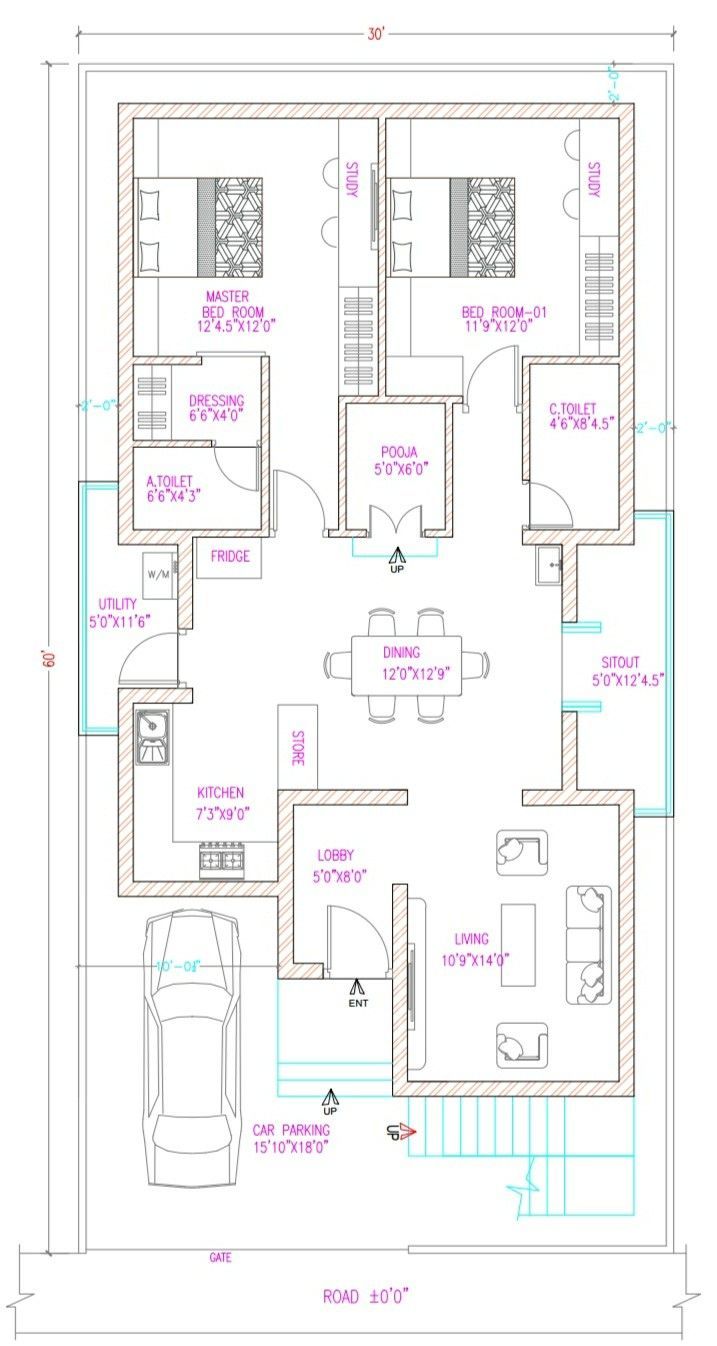 30'
2'-0"
STUDY
STUDY
MASTER
BED ROOM
12'4.5"X12'0"
BED ROOM-01
11'9"X12'0"
DRESSING
6'6"X4'0"
2'-0"
C.TOILET
4'6"X8'4.5"
2'-0"
POOJA
5'0"X6'0"
A.TOILET
6'6"X4'3"
FRIDGE
UP
W/M
UTILITY
5'0"X11'6"
60'
DINING
12'0"X12'9"
SITOUT
5'0"X12'4.5"
STORE
KITCHEN
7'3"X9'0"
LOBBY
5'0"X8'0"
LIVING
10'9"X14'0"
10'-0½"
ENT
UP
CAR PARKING
15'10"X18'0"
UP
GATE
ROAD ±0'0"